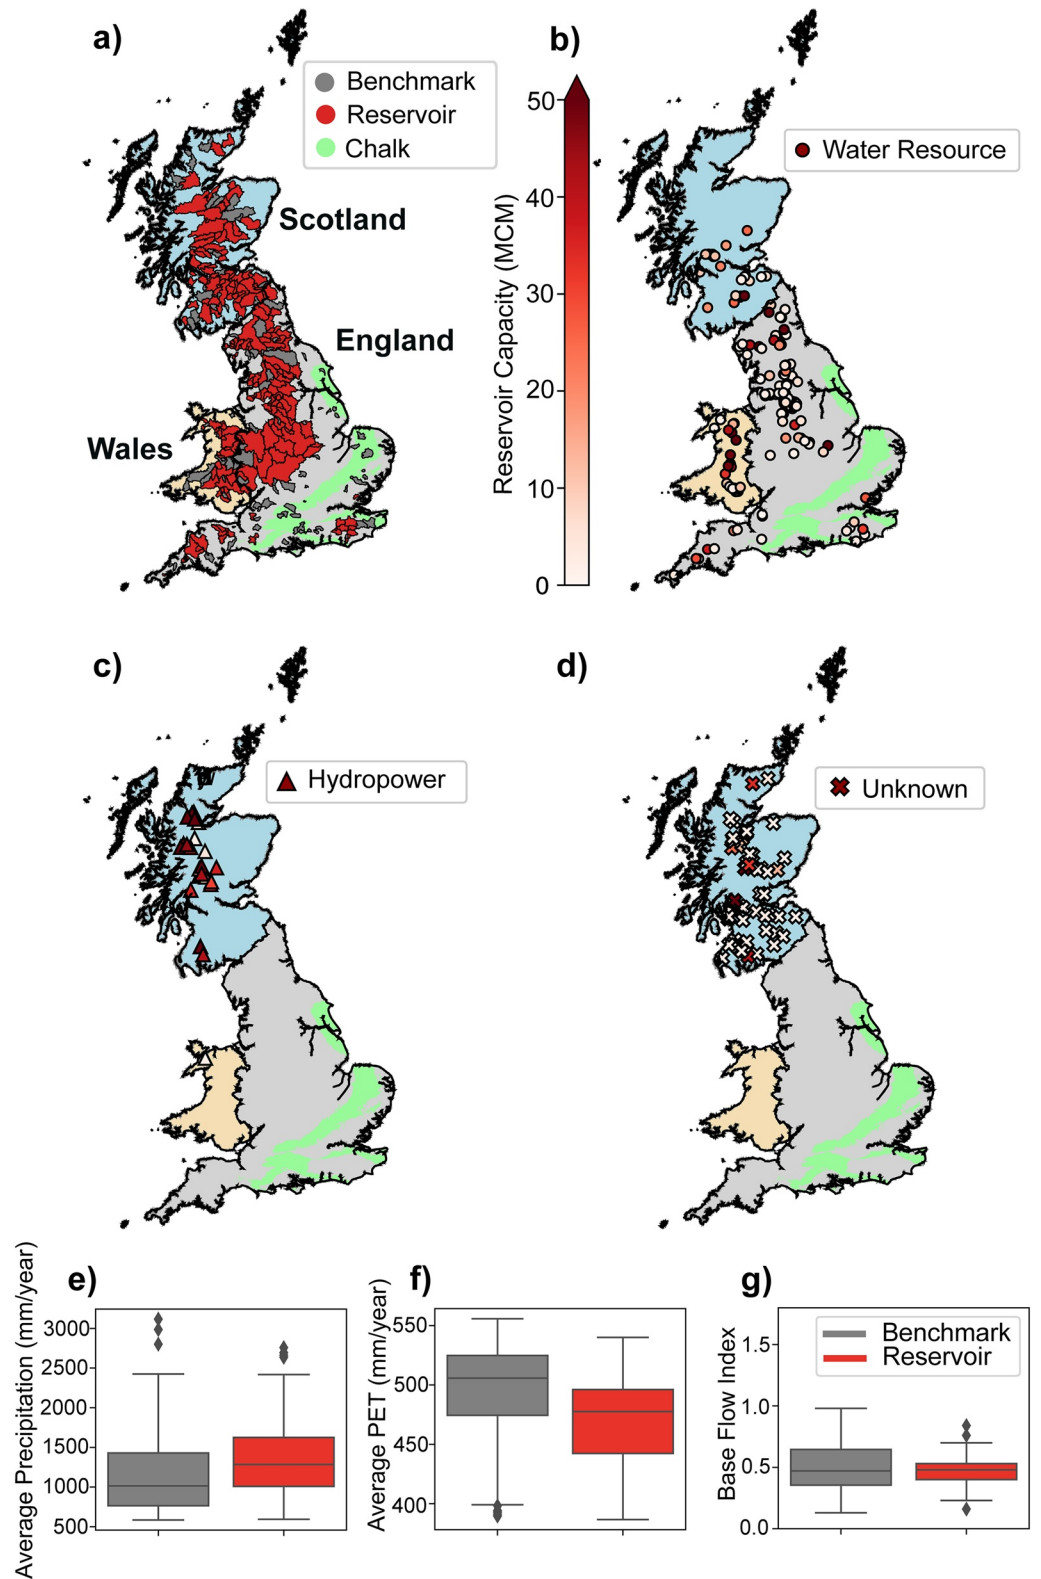 a)
Benchmark
Reservoir
Chalk
Scotland
England
Wales
b)
Water Resource
Reservoir Capacity (MCM)
50
40
30
20
10
0
c)
Hydropower
d)
Unknown
e)
Average Precipitation (mm/year)
3000
2500
2000
1500
1000
500
f)
Average PET (mm/year)
550
500
450
400
g)
Base Flow Index
1.5
1.0
0.5
0.0
Benchmark
Reservoir